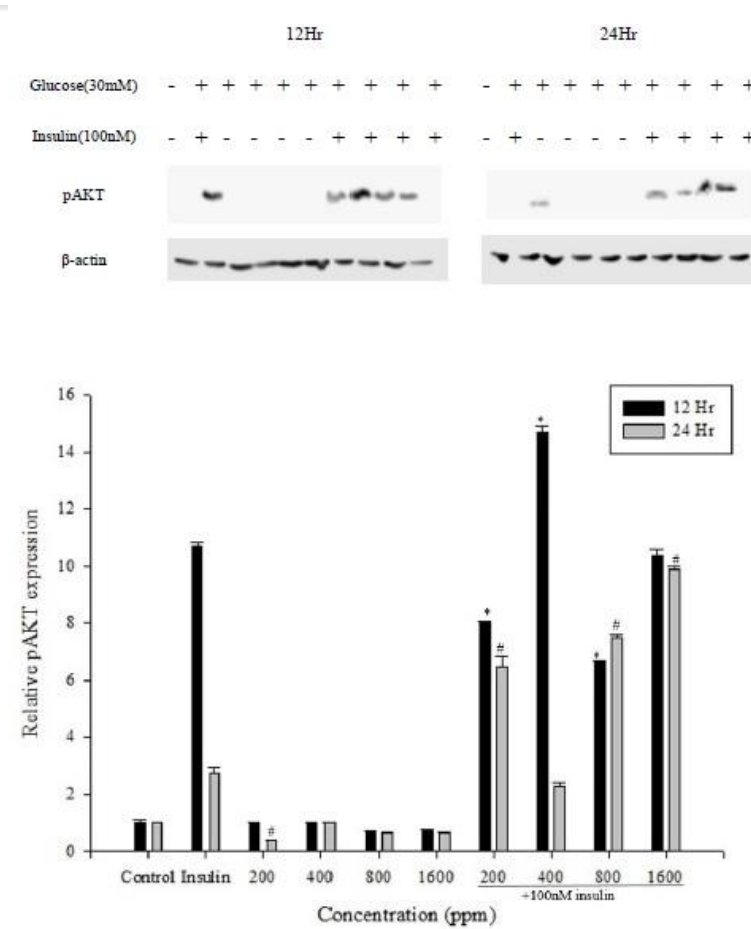 12Hr 24Hr
Glucose(30mM) - + + + + + + + + + - + + + + + + + + +
Insulin(100nM) - + - - - - + + + + - + - - - - + + + +
pAKT
β-actin
16
14
12
10
8
6
4
2
0
Relative pAKT expression
12 Hr
24 Hr
* # * * # # #
Control Insulin 200 400 800 1600 200 400 800 1600
+100nM insulin
Concentration (ppm)